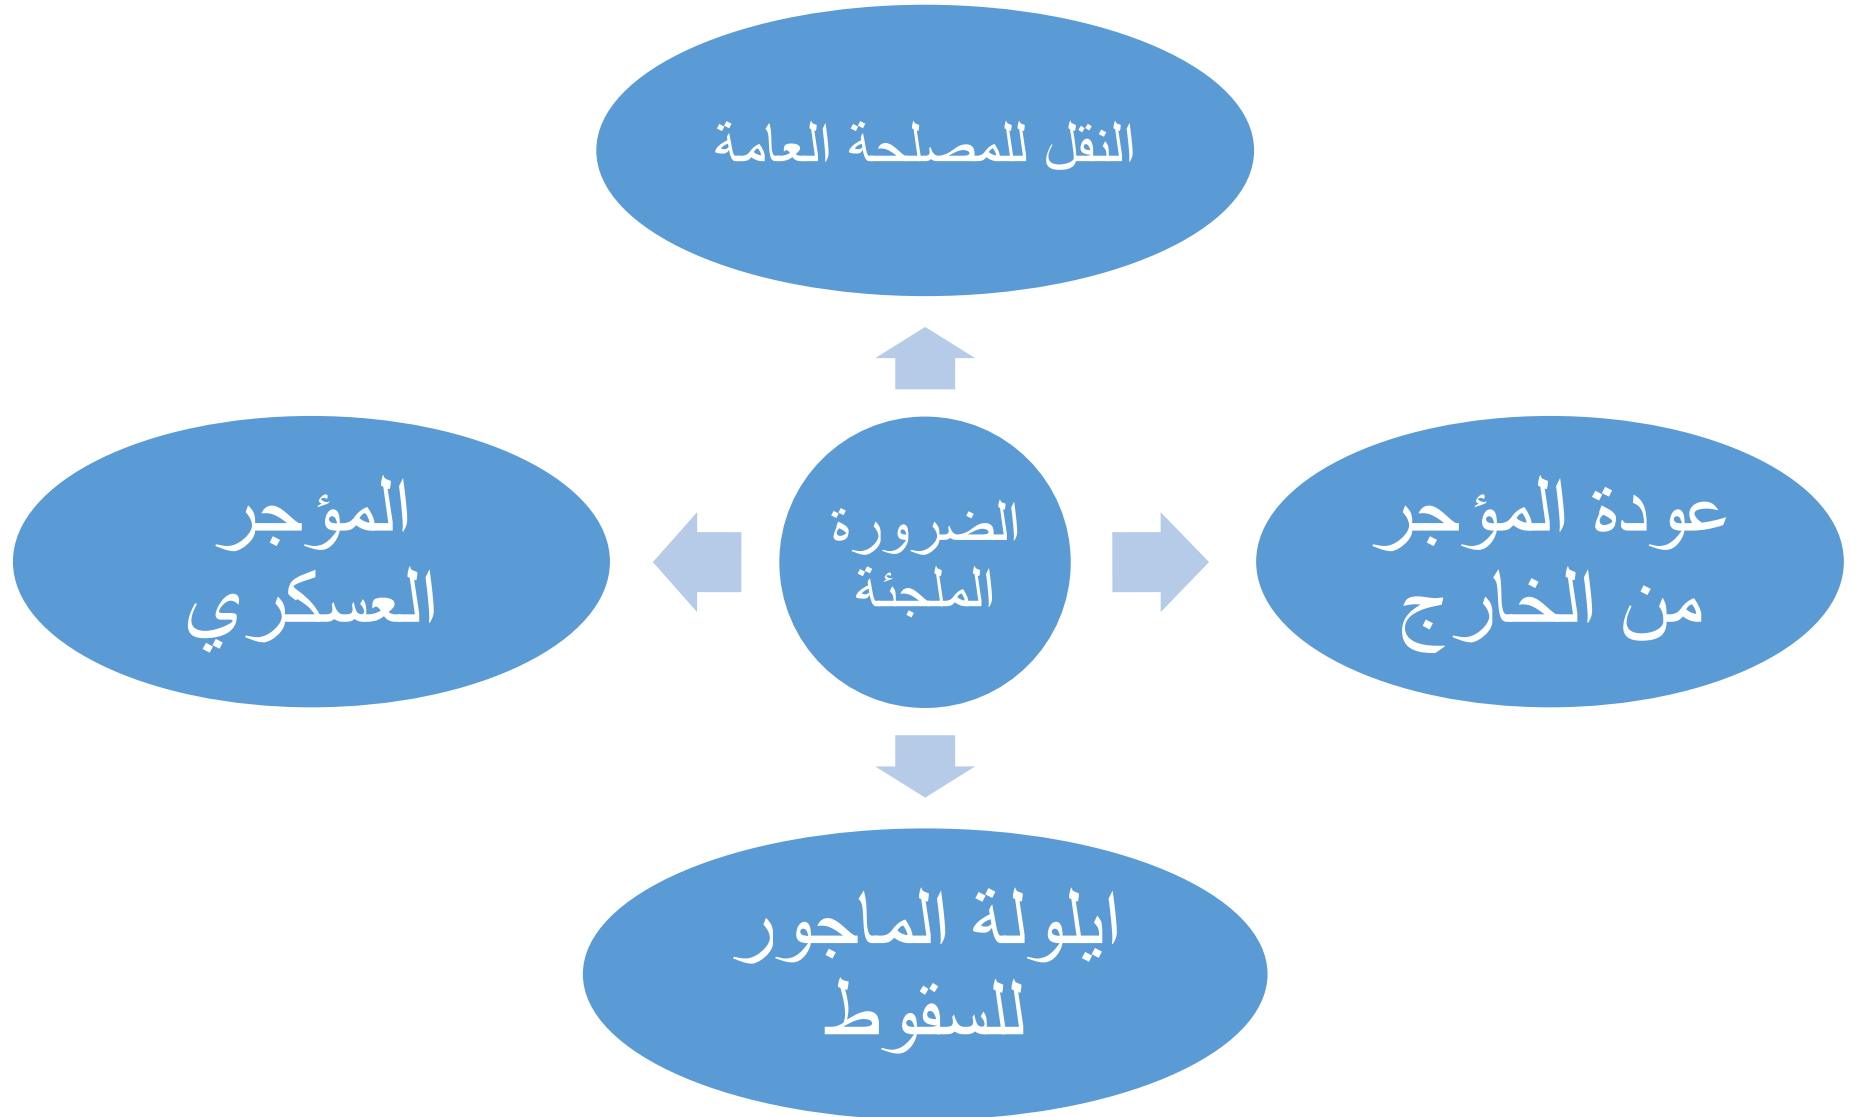 النقل للمصلحة العامة
عودة المؤجر
من الخارج
الضرورة
الملجئة
المؤجر
العسكري
ايلولة الماجور
للسقوط